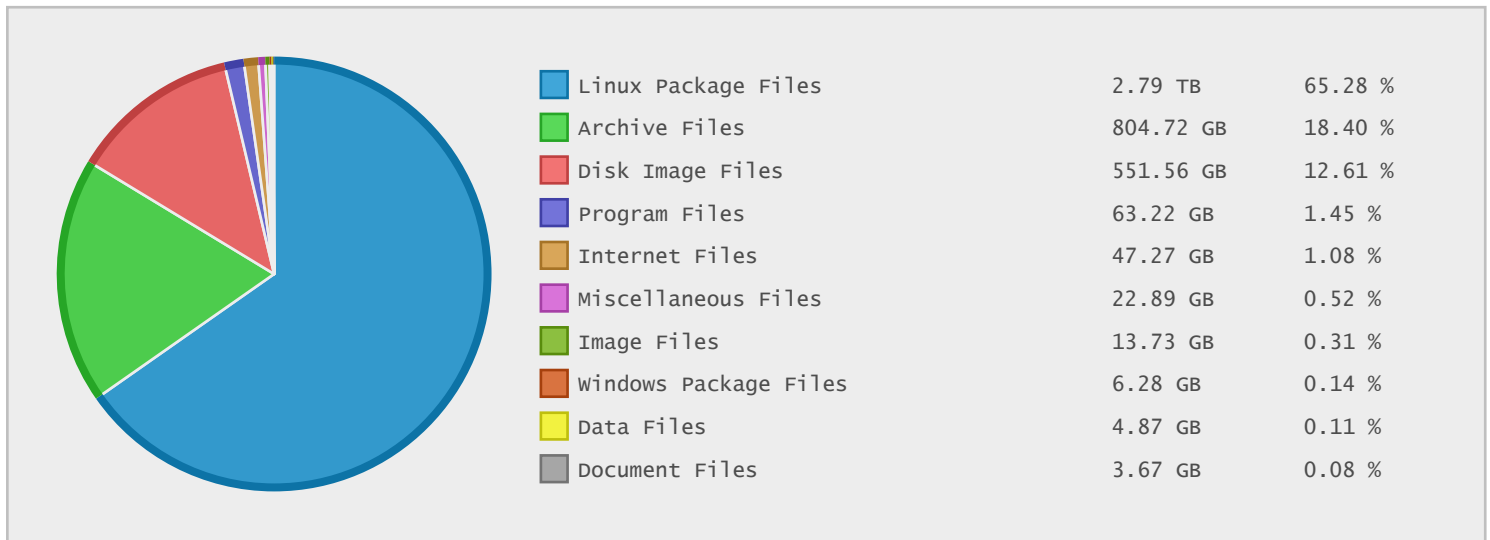 Linux Package Files 2.79 TB 65.28 %
Archive Files 804.72 GB 18.40 %
Disk Image Files 551.56 GB 12.61 %
Program Files 63.22 GB 1.45 %
Internet Files 47.27 GB 1.08 %
Miscellaneous Files 22.89 GB 0.52 %
Image Files 13.73 GB 0.31 %
Windows Package Files 6.28 GB 0.14 %
Data Files 4.87 GB 0.11 %
Document Files 3.67 GB 0.08 %